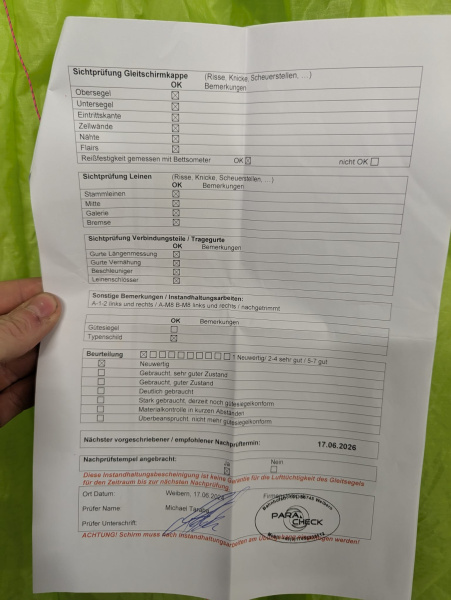 Sichtprüfung Gleitschirmkappe (Risse, Knicke, Scheuerstellen, ...)
OK Bemerkungen
Obersegel ☒
Untersegel ☒
Eintrittskante ☒
Zellwände ☒
Nähte ☒
Flairs ☒
Reißfestigkeit gemessen mit Bettsometer OK ☒ nicht OK ☐
Sichtprüfung Leinen (Risse, Knicke, Scheuerstellen, ...)
OK Bemerkungen
Stammleinen ☒
Mitte ☒
Galerie ☒
Bremse ☒
Sichtprüfung Verbindungsteile / Tragegurte
OK Bemerkungen
Gurte Längenmessung ☒
Gurte Vernähung ☒
Beschleuniger ☒
Leinenschlösser ☒
Sonstige Bemerkungen / Instandhaltungsarbeiten:
A-1-2 links und rechts / A-M8 B-M8 links und rechts / nachgetrimmt
OK Bemerkungen
Gütesiegel ☐
Typenschild ☒
Beurteilung ☒☐☐☐☐☐☐☐☐☐ Neuwertig/ 2-4 sehr gut / 5-7 gut
☒ Neuwertig
☐ Gebraucht, sehr guter Zustand
☐ Gebraucht, guter Zustand
☐ Deutlich gebraucht
☐ Stark gebraucht, derzeit noch gütesiegelkonform
☐ Materialkontrolle in kurzen Abständen
☐ Überbeansprucht, nicht mehr gütesiegelkonform
Nächster vorgeschriebener / empfohlener Nachprüftermin: 17.06.2026
Nachprüfstempel angebracht: Ja ☒ Nein ☐
Diese Instandhaltungsbescheinigung ist keine Garantie für die Lufttüchtigkeit des Gleitsegels
für den Zeitraum bis zur nächsten Nachprüfung.
Ort Datum: Weibern, 17.06
Prüfer Name: Michael
Prüfer Unterschrift:
PARA CHECK
ACHTUNG! Schirm muss nach Instandhaltungsarbeiten am werden!